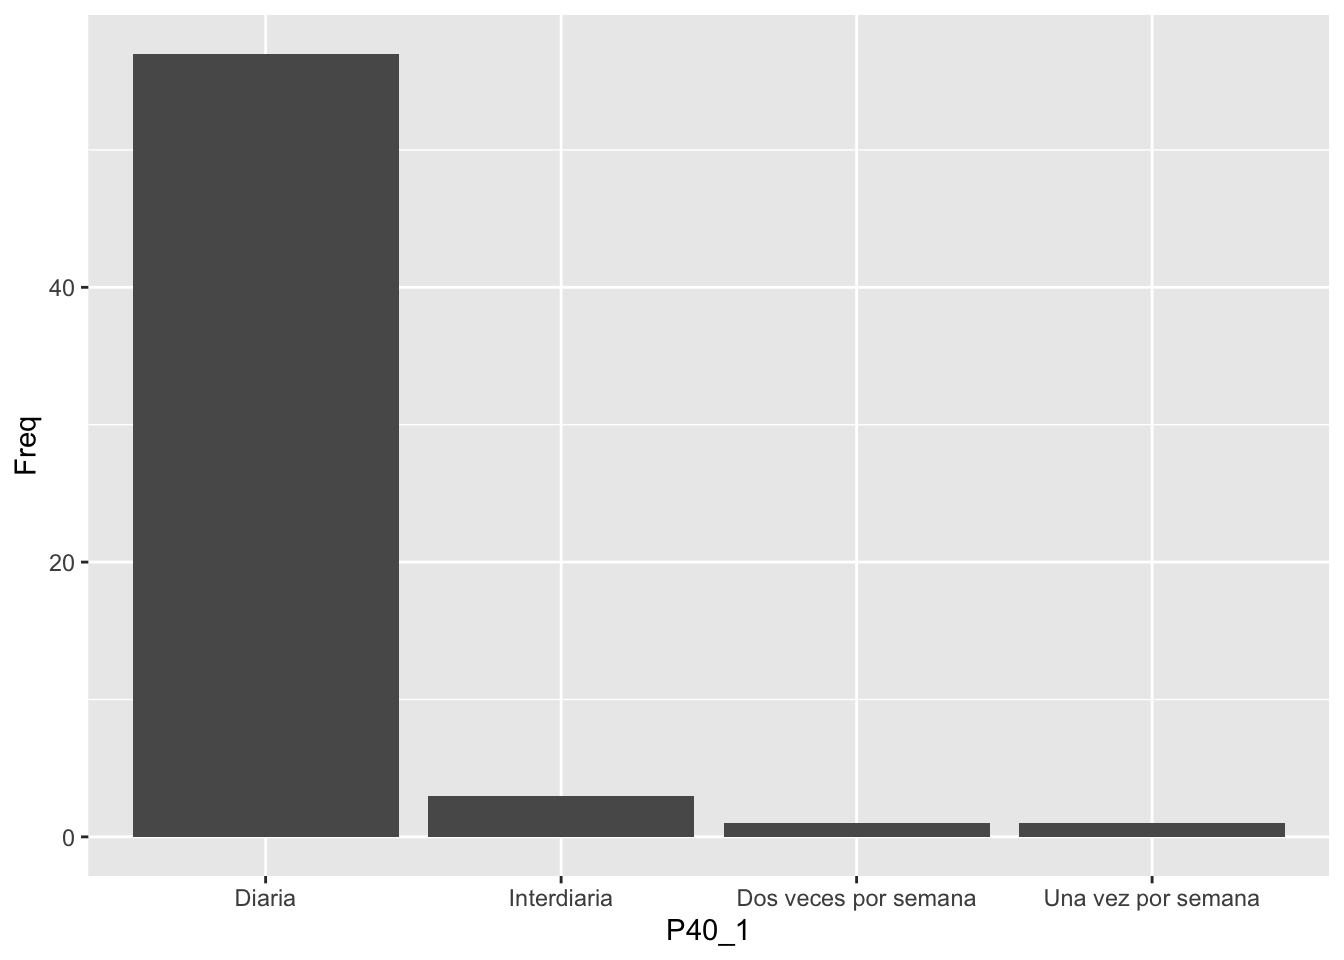 Freq
40
20
0
Diaria Interdiaria Dos veces por semana Una vez por semana
P40_1